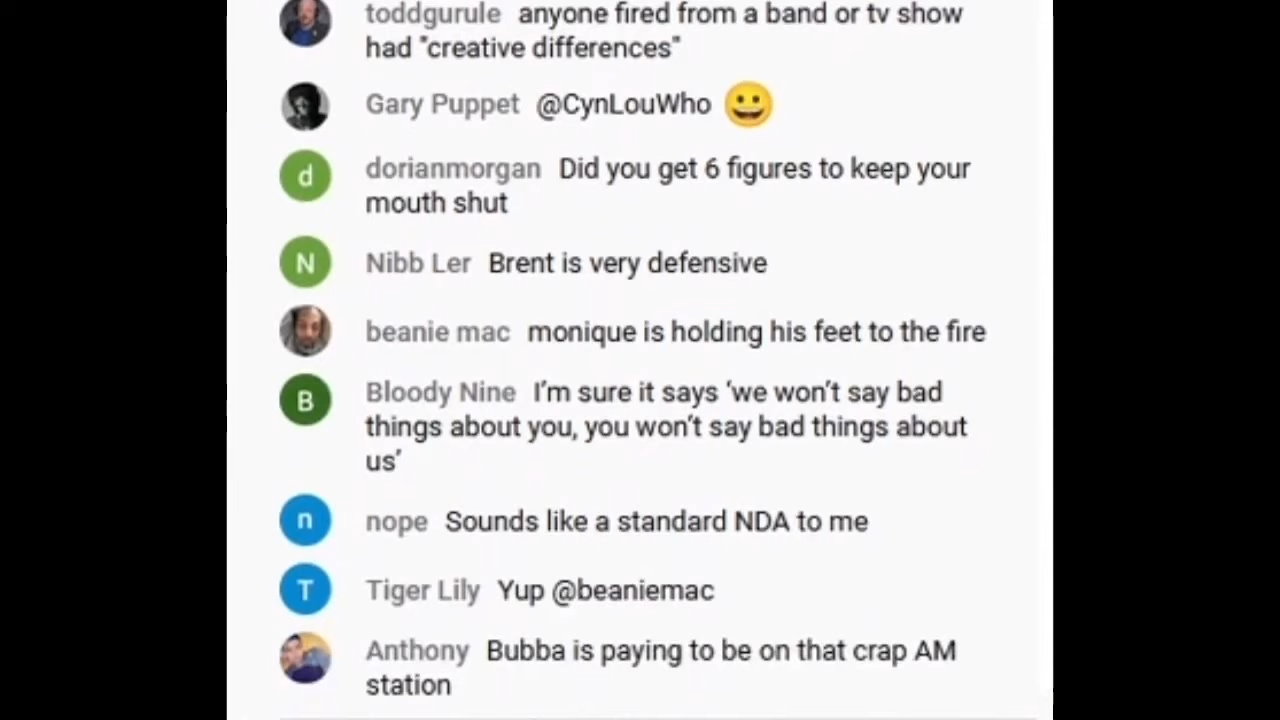 toddgurule anyone fired from a band or tv show
had "creative differences"
Gary Puppet @CynLouWho 😀
d dorianmorgan Did you get 6 figures to keep your
mouth shut
N Nibb Ler Brent is very defensive
beanie mac monique is holding his feet to the fire
B Bloody Nine I’m sure it says ‘we won’t say bad
things about you, you won’t say bad things about
us’
n nope Sounds like a standard NDA to me
T Tiger Lily Yup @beaniemac
Anthony Bubba is paying to be on that crap AM
station